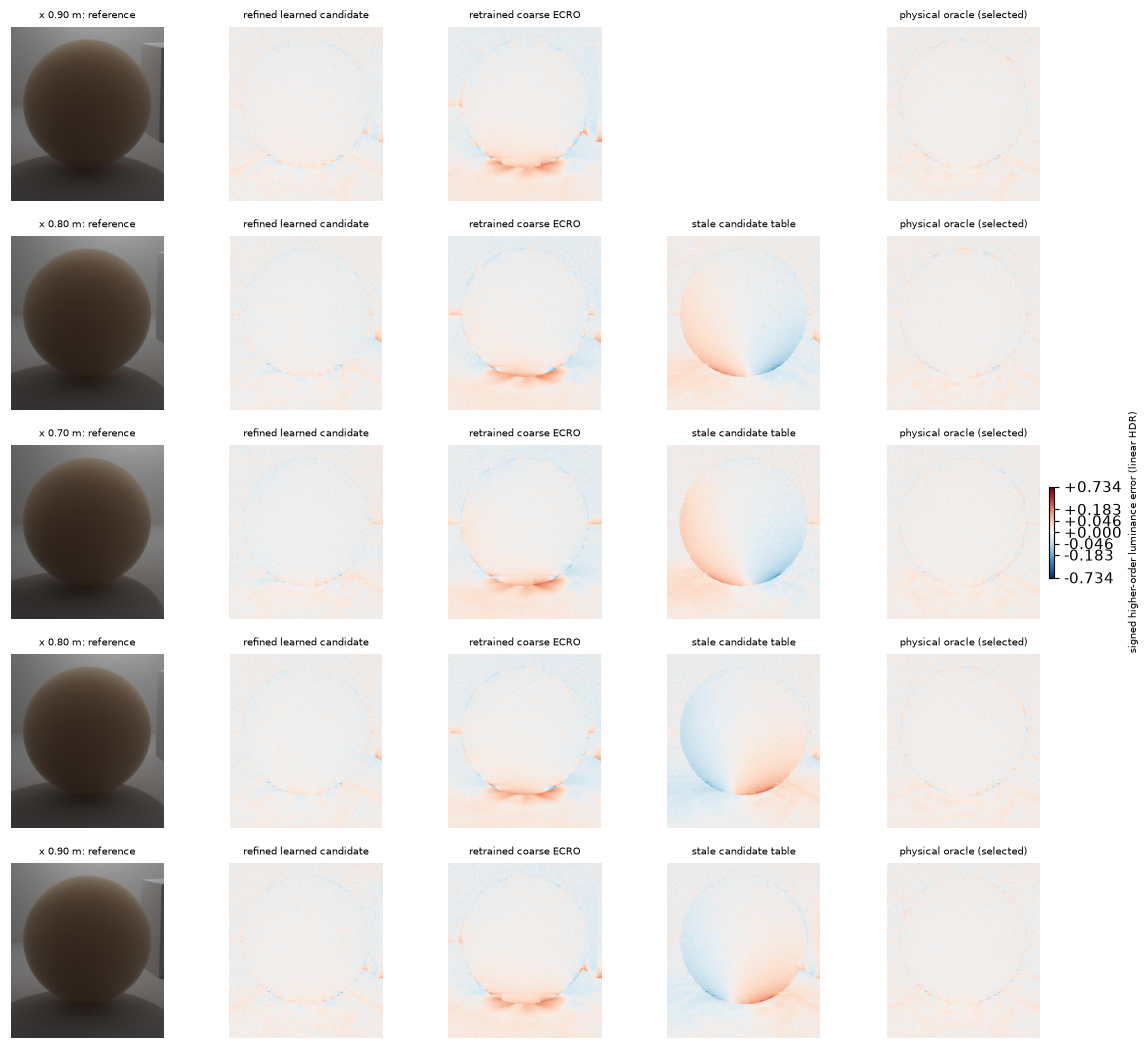 x 0.90 m: reference
refined learned candidate
retrained coarse ECRO
physical oracle (selected)
x 0.80 m: reference
refined learned candidate
retrained coarse ECRO
stale candidate table
physical oracle (selected)
x 0.70 m: reference
refined learned candidate
retrained coarse ECRO
stale candidate table
physical oracle (selected)
+0.734
+0.183
+0.046
+0.000
-0.046
-0.183
-0.734
signed higher-order luminance error (linear HDR)
x 0.80 m: reference
refined learned candidate
retrained coarse ECRO
stale candidate table
physical oracle (selected)
x 0.90 m: reference
refined learned candidate
retrained coarse ECRO
stale candidate table
physical oracle (selected)